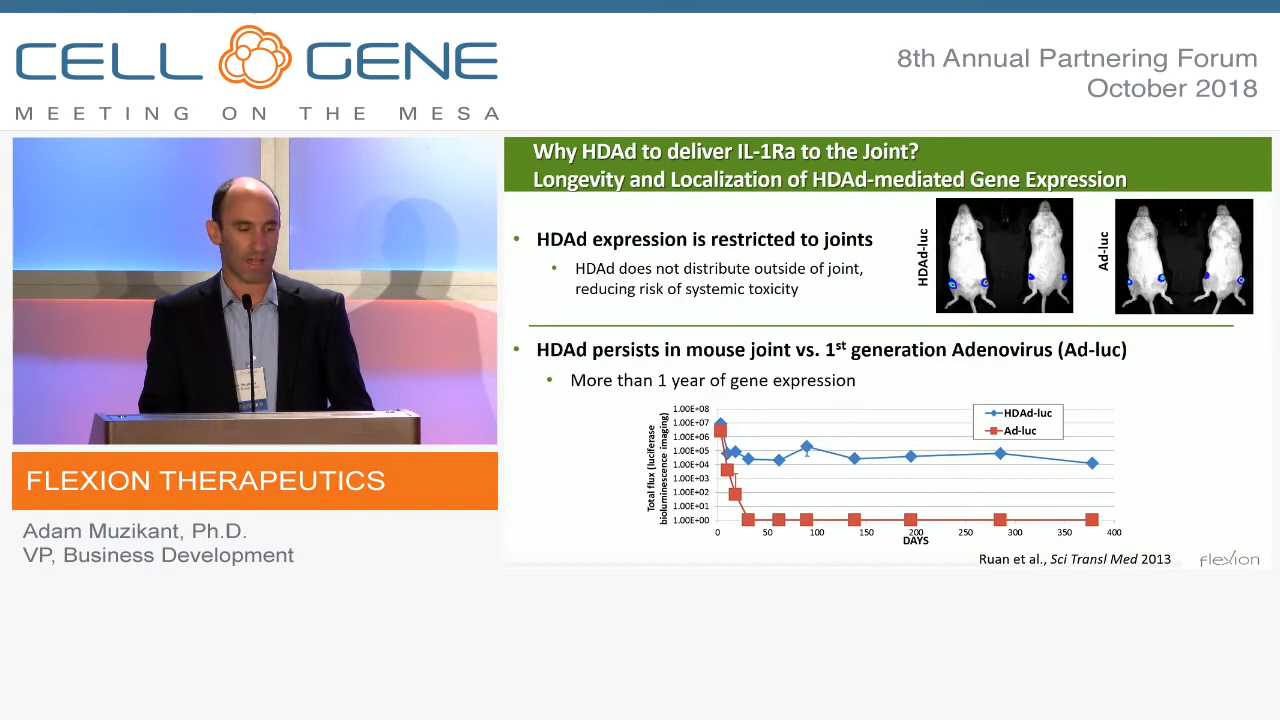 CELL GENE
MEETING ON THE MESA
8th Annual Partnering Forum
October 2018
Why HDAd to deliver IL-1Ra to the Joint?
Longevity and Localization of HDAd-mediated Gene Expression
• HDAd expression is restricted to joints
• HDAd does not distribute outside of joint,
reducing risk of systemic toxicity
HDAd-luc
Ad-luc
• HDAd persists in mouse joint vs. 1st generation Adenovirus (Ad-luc)
• More than 1 year of gene expression
Total flux (luciferase
bioluminescence imaging)
1.00E+08
1.00E+07
1.00E+06
1.00E+05
1.00E+04
1.00E+03
1.00E+02
1.00E+01
1.00E+00
HDAd-luc
Ad-luc
0 50 100 150 200 250 300 350 400
DAYS
Ruan et al., Sci Transl Med 2013
flexion
FLEXION THERAPEUTICS
Adam Muzikant, Ph.D.
VP, Business Development